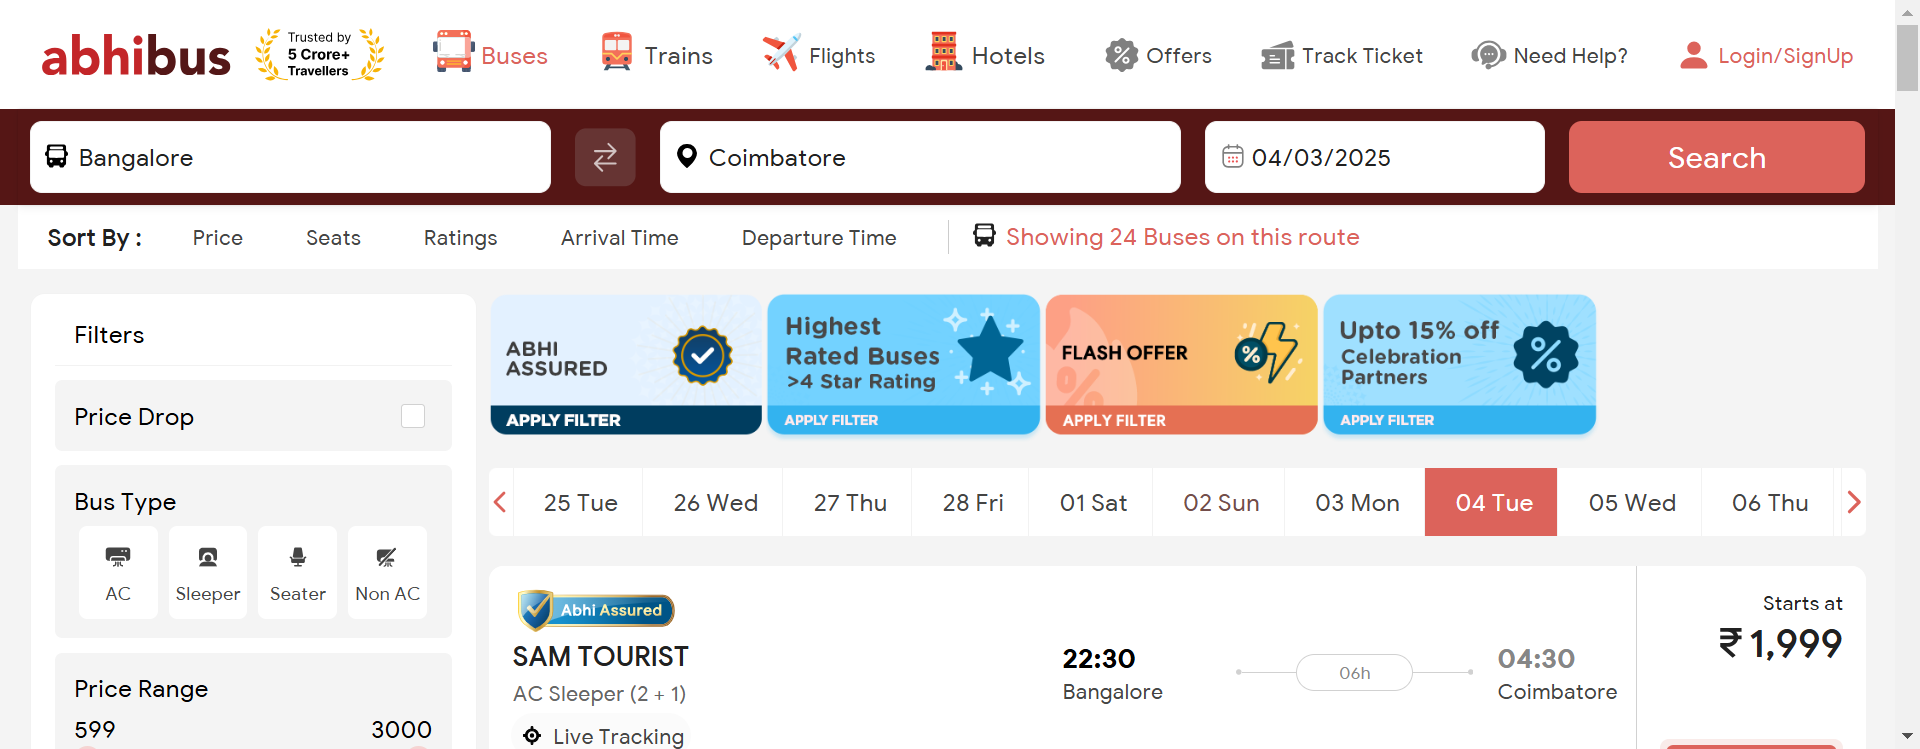 abhibus
Trusted by
5 Crore+
Travellers
Buses
Trains
Flights
Hotels
Offers
Track Ticket
Need Help?
Login/SignUp
Bangalore
Coimbatore
04/03/2025
Search
Sort By :
Price
Seats
Ratings
Arrival Time
Departure Time
Showing 24 Buses on this route
Filters
Price Drop
Bus Type
AC
Sleeper
Seater
Non AC
Price Range
599
3000
ABHI
ASSURED
APPLY FILTER
Highest
Rated Buses
>4 Star Rating
APPLY FILTER
FLASH OFFER
%
%
APPLY FILTER
Upto 15% off
Celebration
Partners
%
APPLY FILTER
25 Tue
26 Wed
27 Thu
28 Fri
01 Sat
02 Sun
03 Mon
04 Tue
05 Wed
06 Thu
Abhi Assured
SAM TOURIST
AC Sleeper (2 + 1)
Live Tracking
22:30
Bangalore
06h
04:30
Coimbatore
Starts at
₹ 1,999